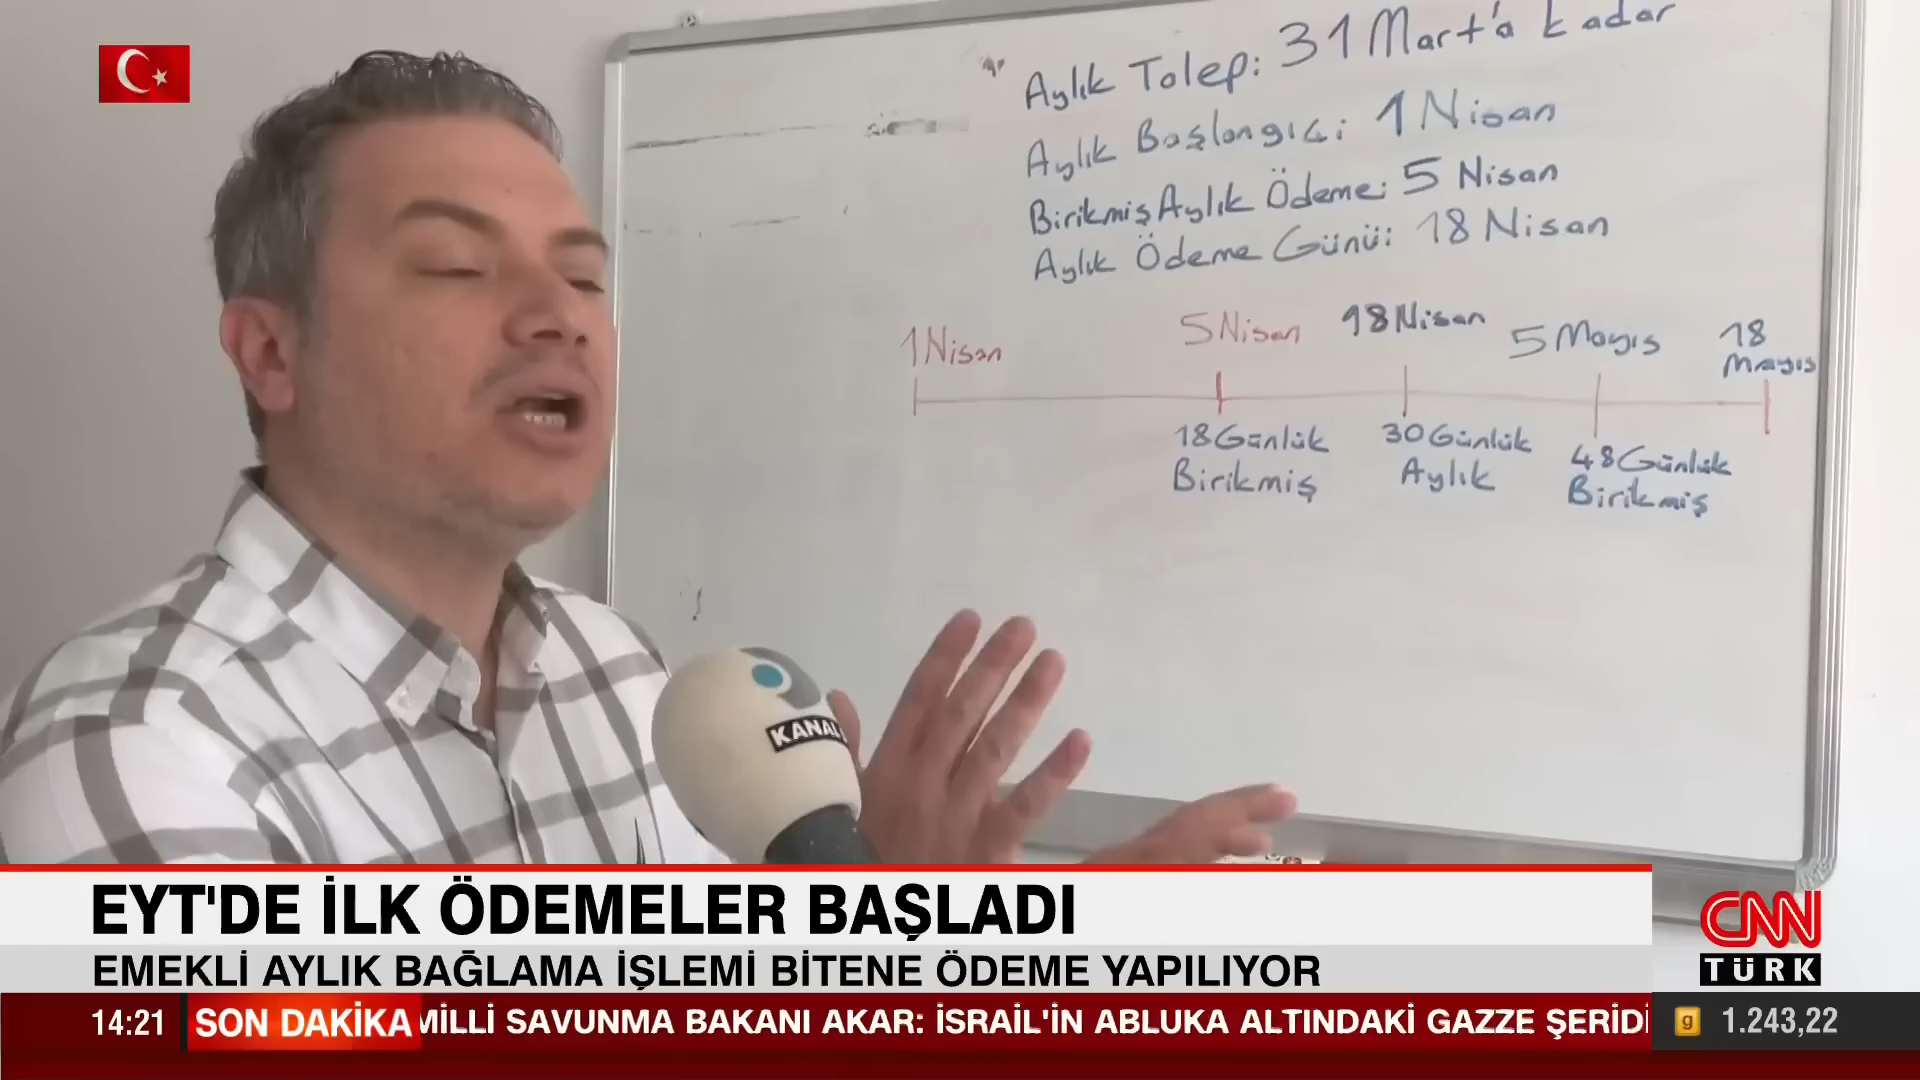 Aylık Talep: 31 Mart'a kadar
Aylık Başlangıcı: 1 Nisan
Birikmiş Aylık Ödeme: 5 Nisan
Aylık Ödeme Günü: 18 Nisan
1 Nisan
5 Nisan
18 Nisan
5 Mayıs
18 Mayıs
18 Günlük Birikmiş
30 Günlük Aylık
48 Günlük Birikmiş
KANAL
EYT'DE İLK ÖDEMELER BAŞLADI
EMEKLİ AYLIK BAĞLAMA İŞLEMİ BİTENE ÖDEME YAPILIYOR
CNN
TÜRK
14:21 SON DAKİKA MİLLİ SAVUNMA BAKANI AKAR: İSRAİL'İN ABLUKA ALTINDAKİ GAZZE ŞERİDİ
g 1.243,22